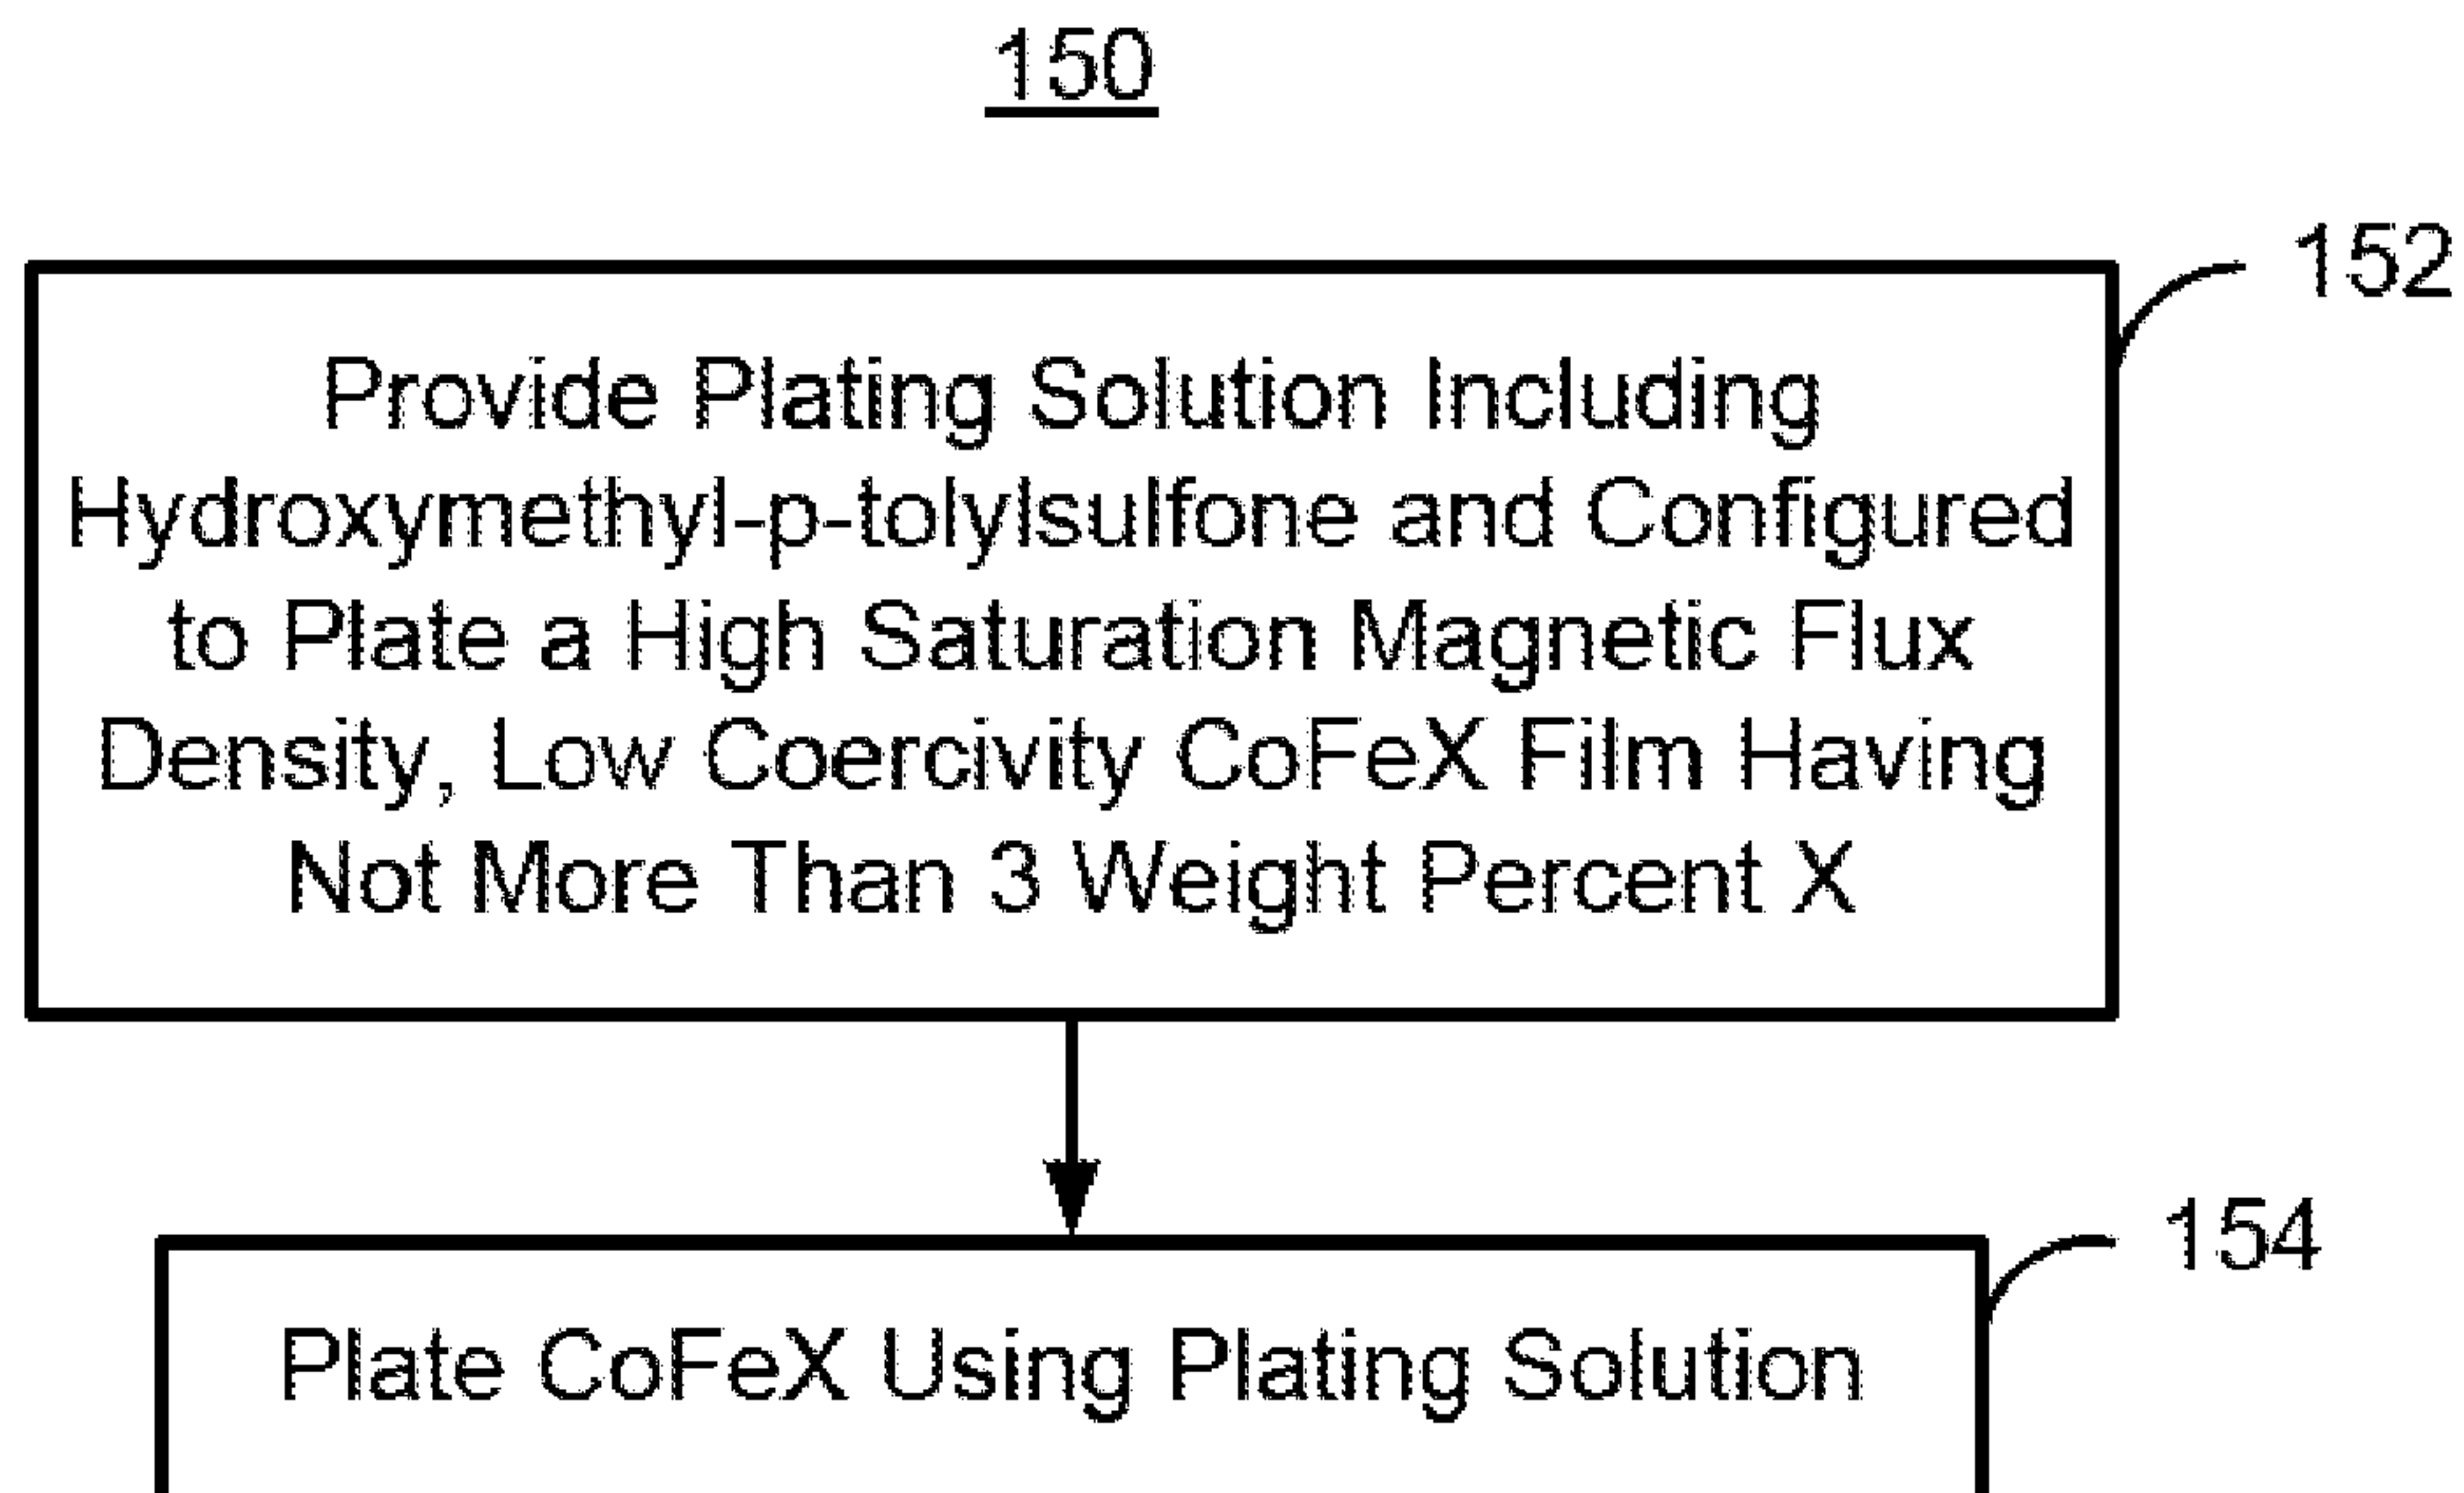 150
152
Provide Plating Solution Including
Hydroxymethyl-p-tolylsulfone and Configured
to Plate a High Saturation Magnetic Flux
Density, Low Coercivity CoFeX Film Having
Not More Than 3 Weight Percent X
154
Plate CoFeX Using Plating Solution